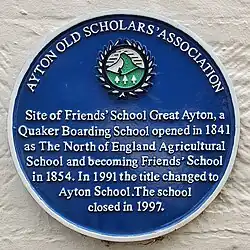 AYTON OLD SCHOLARS' ASSOCIATION
Site of Friends' School Great Ayton, a
Quaker Boarding School opened in 1841
as The North of England Agricultural
School and becoming Friends' School
in 1854. In 1991 the title changed to
Ayton School. The school
closed in 1997.